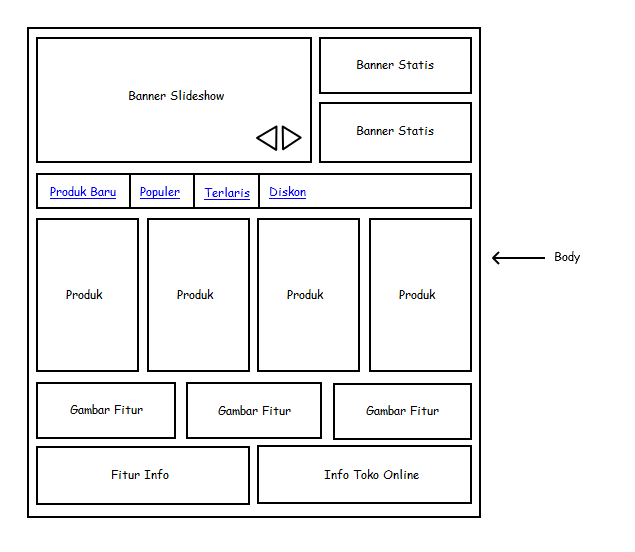 Banner Slideshow
Banner Statis
Banner Statis
Produk Baru
Populer
Terlaris
Diskon
Body
Produk
Produk
Produk
Produk
Gambar Fitur
Gambar Fitur
Gambar Fitur
Fitur Info
Info Toko Online